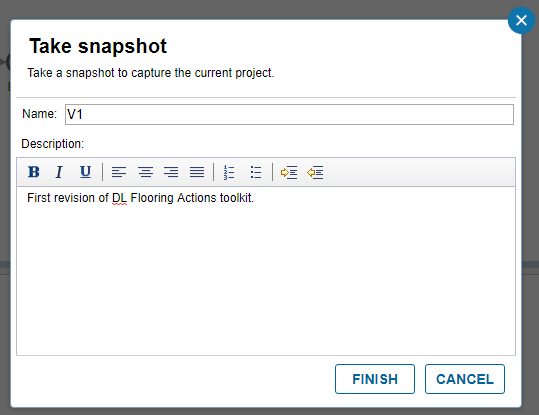 Take snapshot
Take a snapshot to capture the current project.
Name: V1
Description:
B I U
First revision of DL Flooring Actions toolkit.
FINISH CANCEL